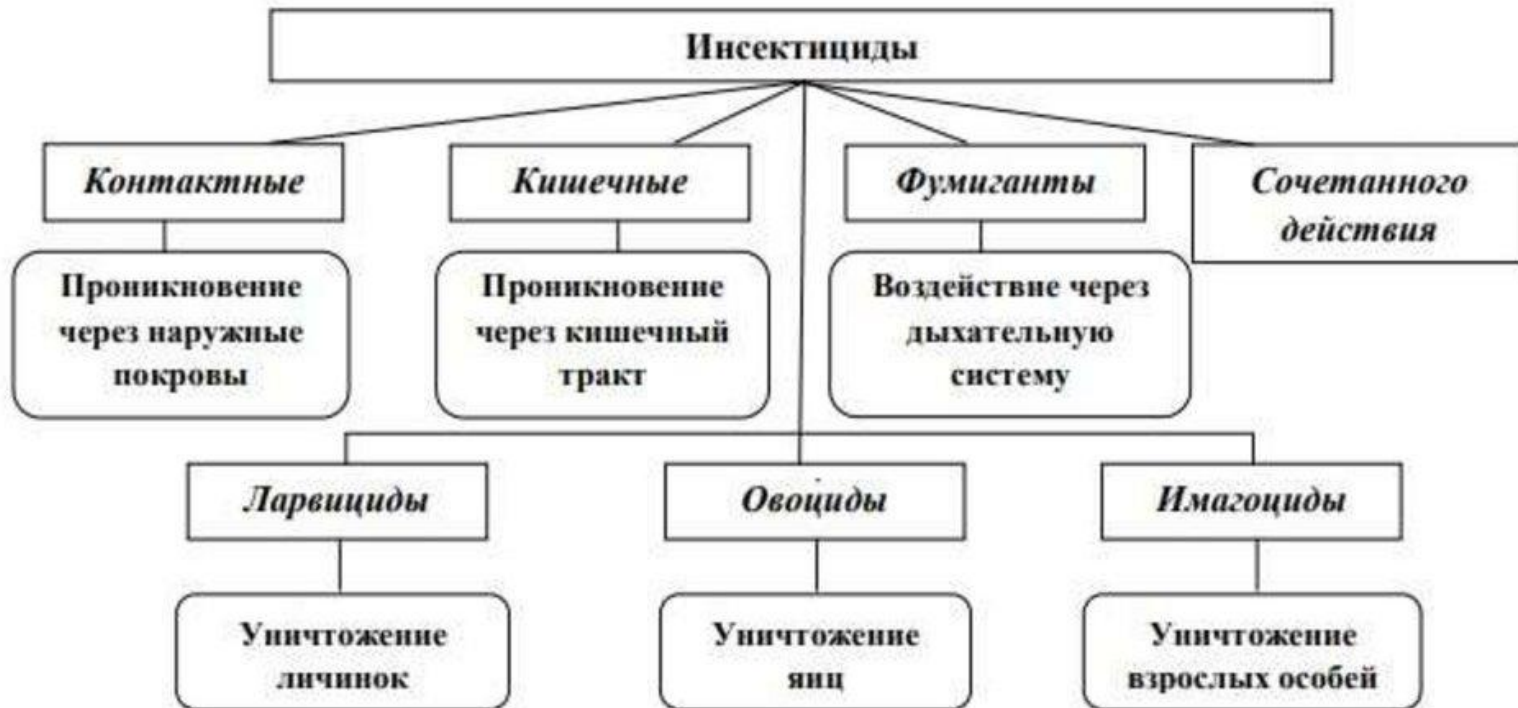 Инсектициды
Контактные
Кишечные
Фумиганты
Сочетанного
действия
Проникновение
через наружные
покровы
Проникновение
через кишечный
тракт
Воздействие через
дыхательную
систему
Ларвициды
Овоциды
Имагоциды
Уничтожение
личинок
Уничтожение
яиц
Уничтожение
взрослых особей